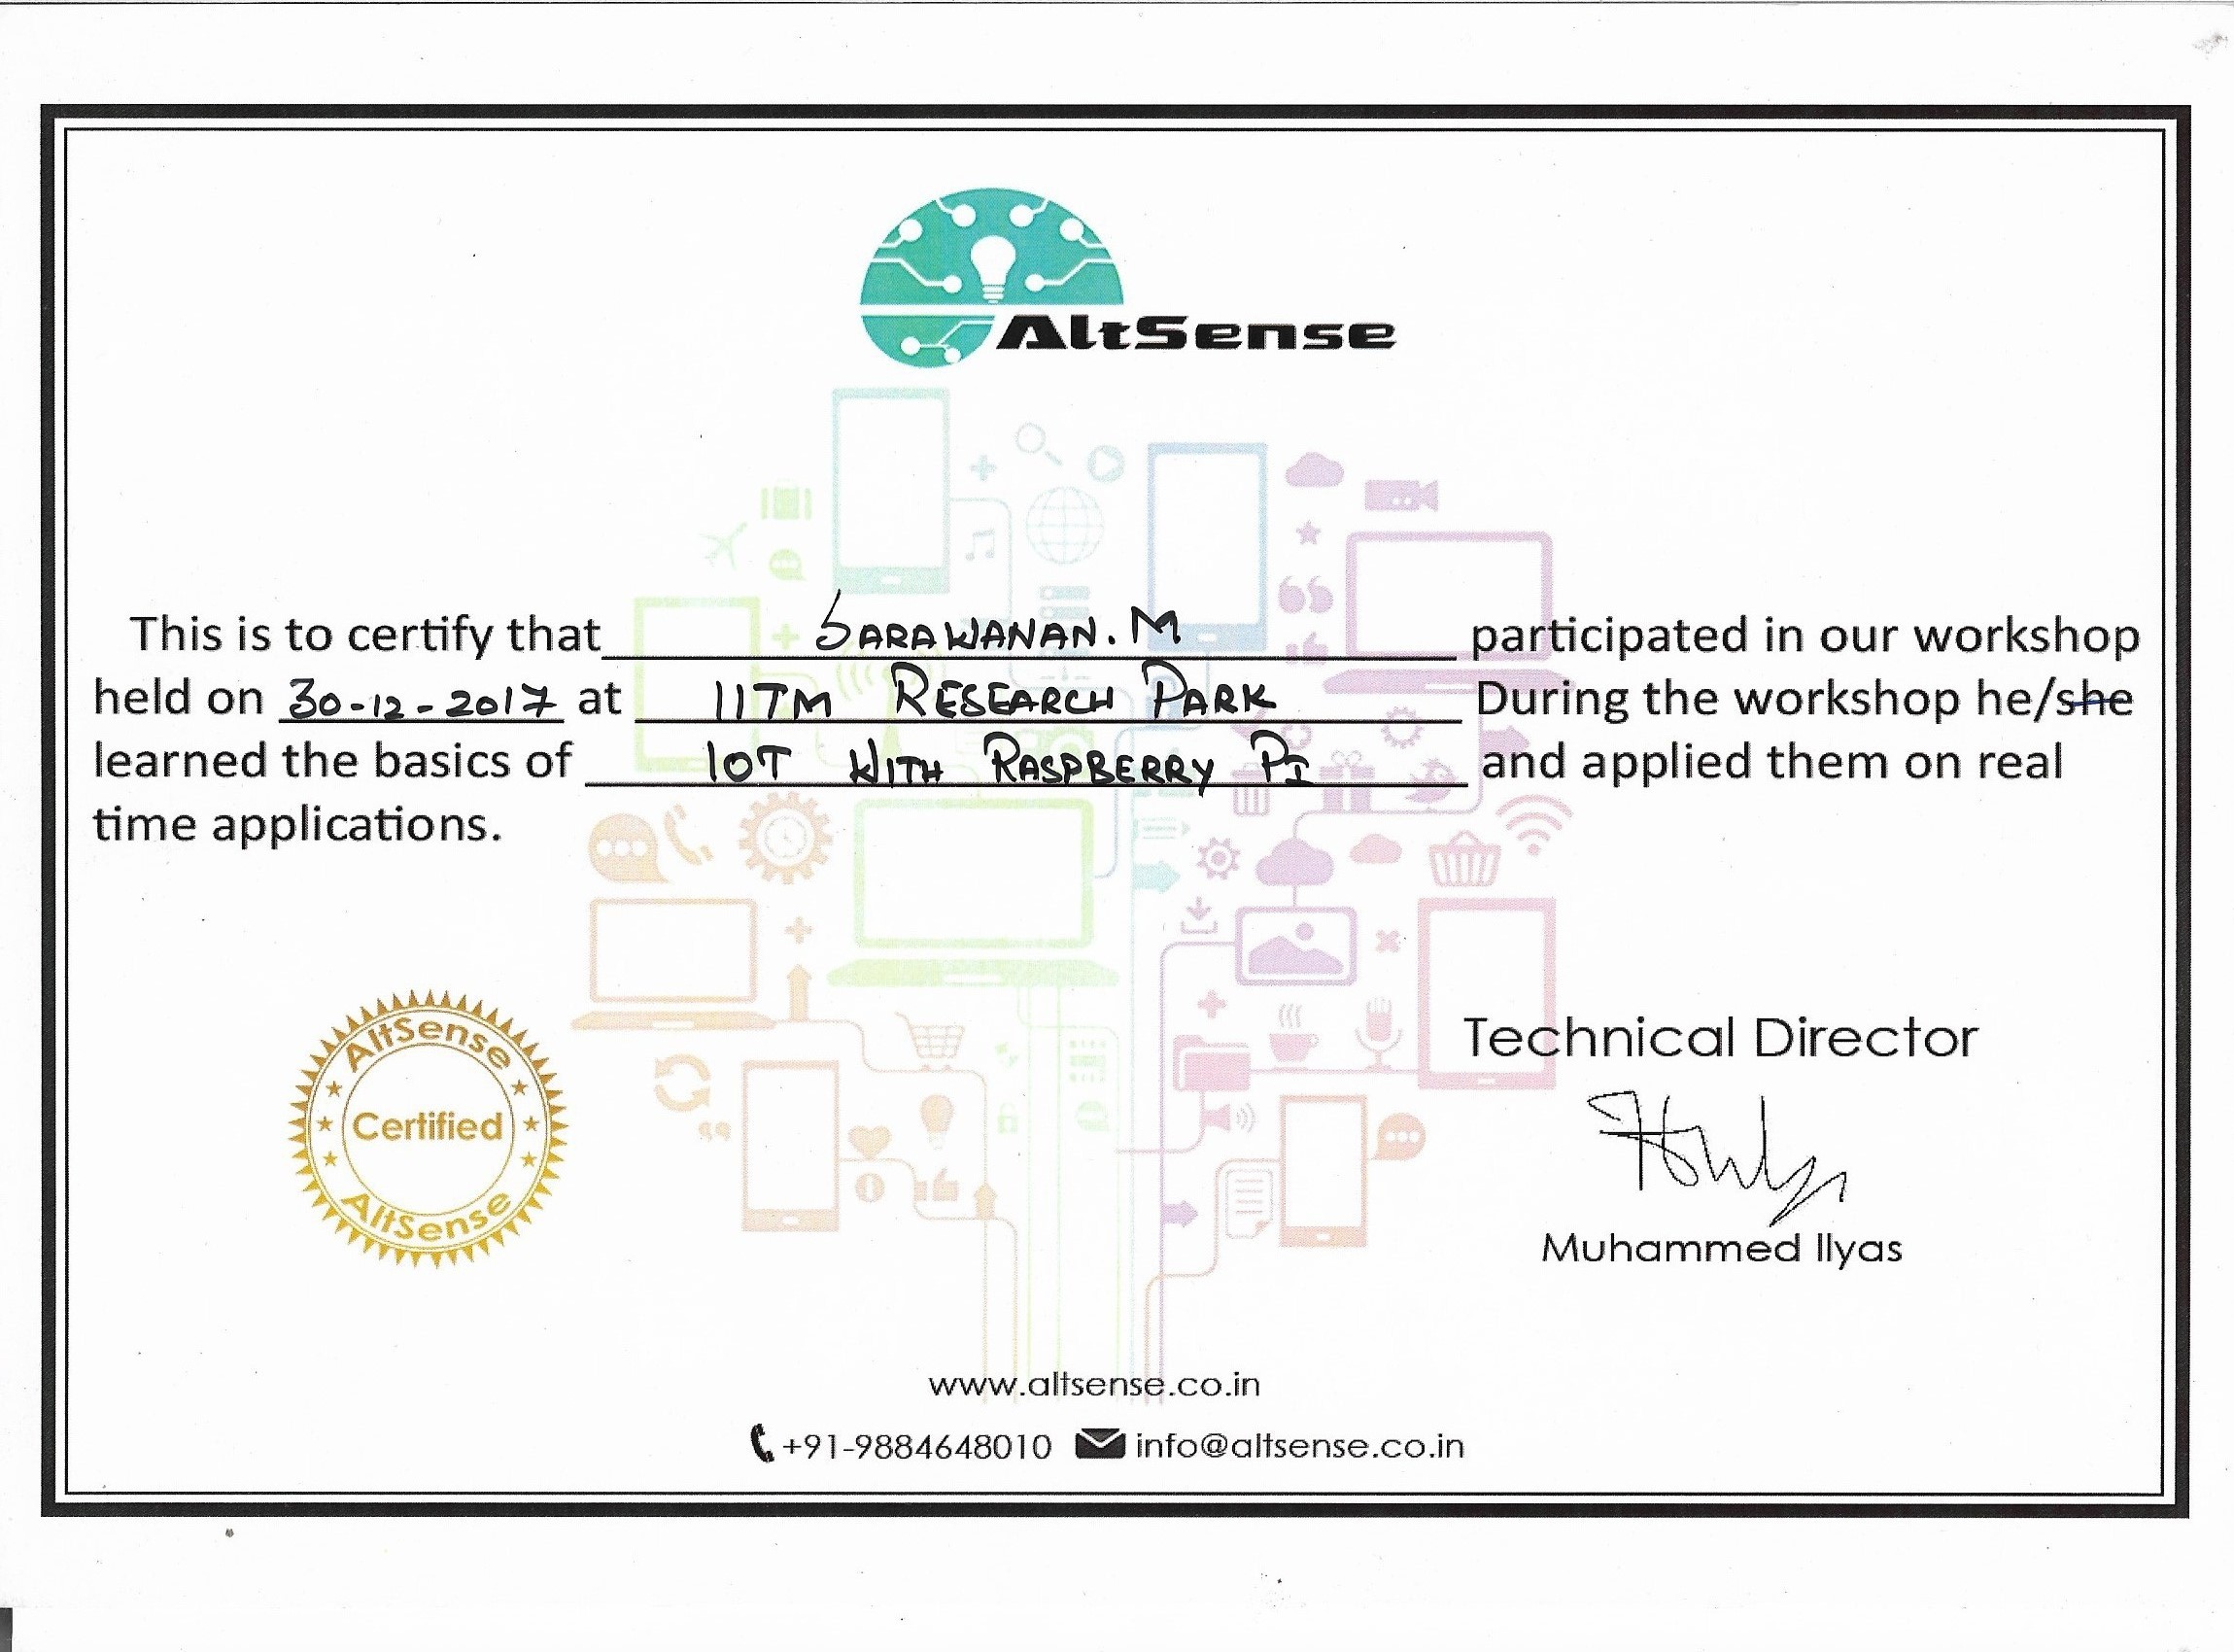 AltSense
This is to certify that SARAWANAN.M participated in our workshop
held on 30-12-2017 at IITM RESEARCH PARK During the workshop he/she
learned the basics of IOT WITH RASPBERRY PI and applied them on real
time applications.
AltSense
Certified
AltSense
Technical Director
Muhammed Ilyas
www.altsense.co.in
+91-9884648010 info@altsense.co.in